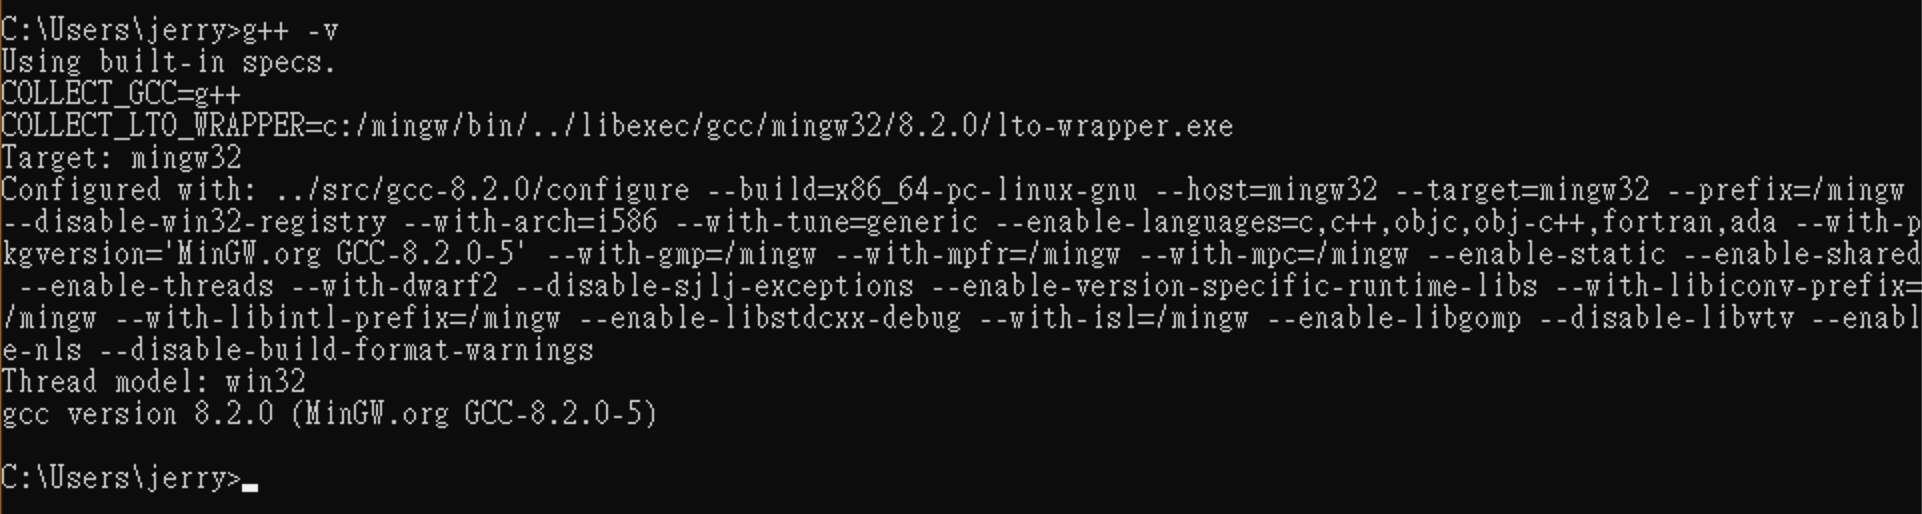 C:\Users\jerry>g++ -v
Using built-in specs.
COLLECT_GCC=g++
COLLECT_LTO_WRAPPER=c:/mingw/bin/../libexec/gcc/mingw32/8.2.0/lto-wrapper.exe
Target: mingw32
Configured with: ../src/gcc-8.2.0/configure --build=x86_64-pc-linux-gnu --host=mingw32 --target=mingw32 --prefix=/mingw
--disable-win32-registry --with-arch=i586 --with-tune=generic --enable-languages=c,c++,objc,obj-c++,fortran,ada --with-p
kgversion='MinGW.org GCC-8.2.0-5' --with-gmp=/mingw --with-mpfr=/mingw --with-mpc=/mingw --enable-static --enable-shared
 --enable-threads --with-dwarf2 --disable-sjlj-exceptions --enable-version-specific-runtime-libs --with-libiconv-prefix=
/mingw --with-libintl-prefix=/mingw --enable-libstdcxx-debug --with-isl=/mingw --enable-libgomp --disable-libvtv --enabl
e-nls --disable-build-format-warnings
Thread model: win32
gcc version 8.2.0 (MinGW.org GCC-8.2.0-5)
C:\Users\jerry>